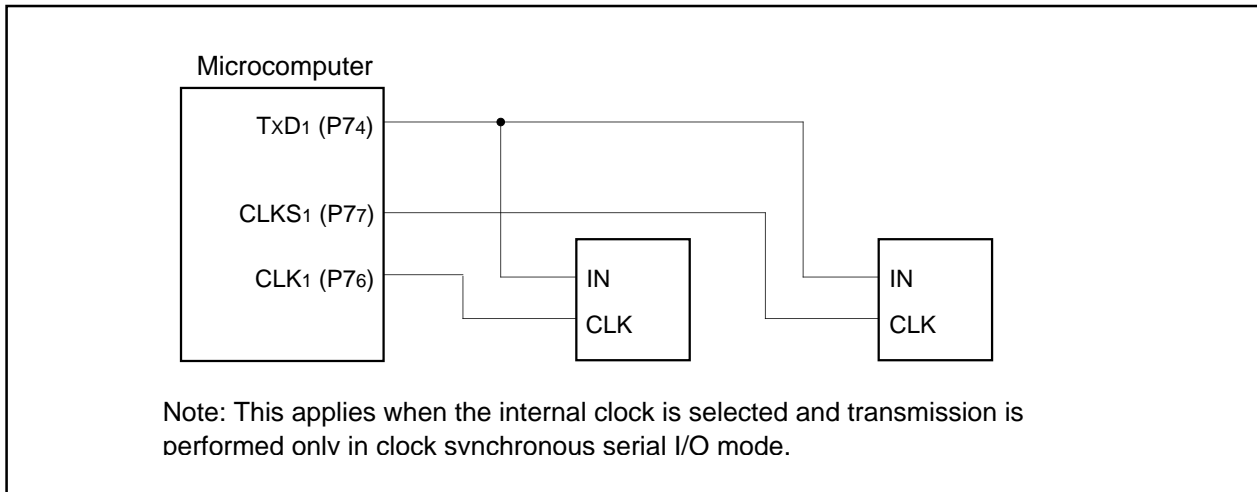 Microcomputer
TxD1 (P74)
CLKS1 (P77)
CLK1 (P76)
IN
CLK
IN
CLK
Note: This applies when the internal clock is selected and transmission is
performed only in clock synchronous serial I/O mode.